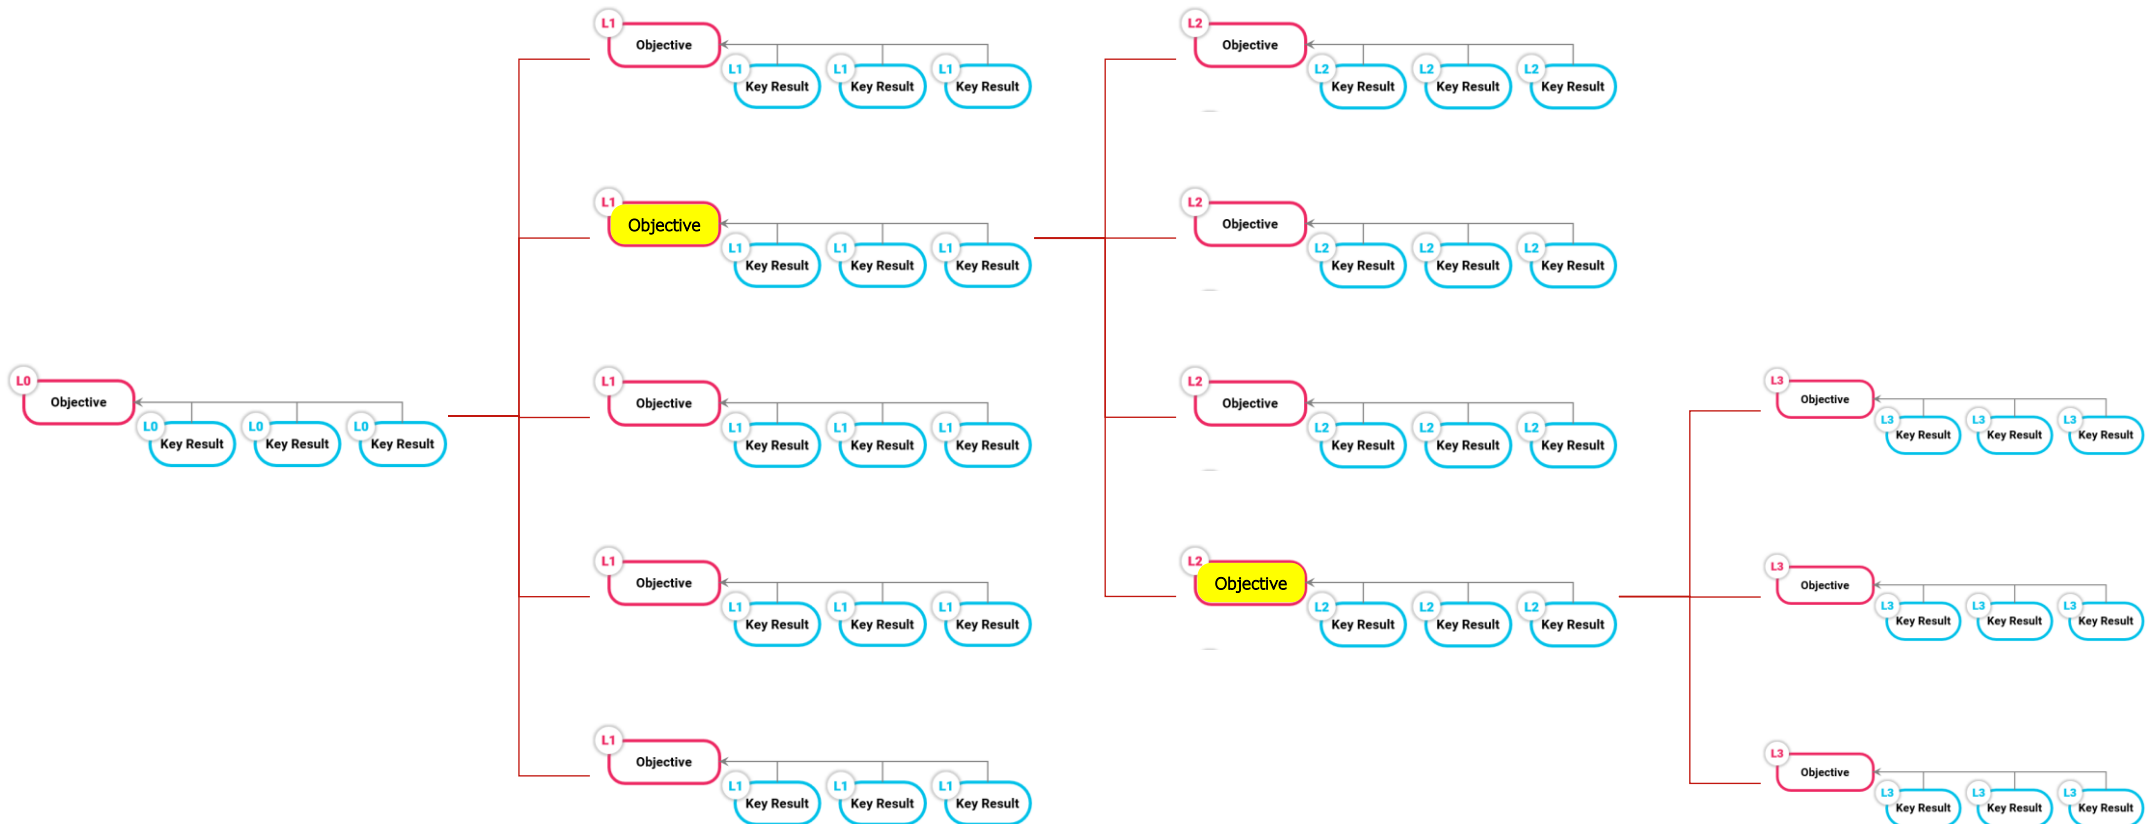 L0
Objective
L0 L0 L0
Key Result Key Result Key Result
L1
Objective
L1 L1 L1
Key Result Key Result Key Result
L1
Objective
L1 L1 L1
Key Result Key Result Key Result
L1
Objective
L1 L1 L1
Key Result Key Result Key Result
L1
Objective
L1 L1 L1
Key Result Key Result Key Result
L1
Objective
L1 L1 L1
Key Result Key Result Key Result
L2
Objective
L2 L2 L2
Key Result Key Result Key Result
L2
Objective
L2 L2 L2
Key Result Key Result Key Result
L2
Objective
L2 L2 L2
Key Result Key Result Key Result
L2
Objective
L2 L2 L2
Key Result Key Result Key Result
L3
Objective
L3 L3 L3
Key Result Key Result Key Result
L3
Objective
L3 L3 L3
Key Result Key Result Key Result
L3
Objective
L3 L3 L3
Key Result Key Result Key Result